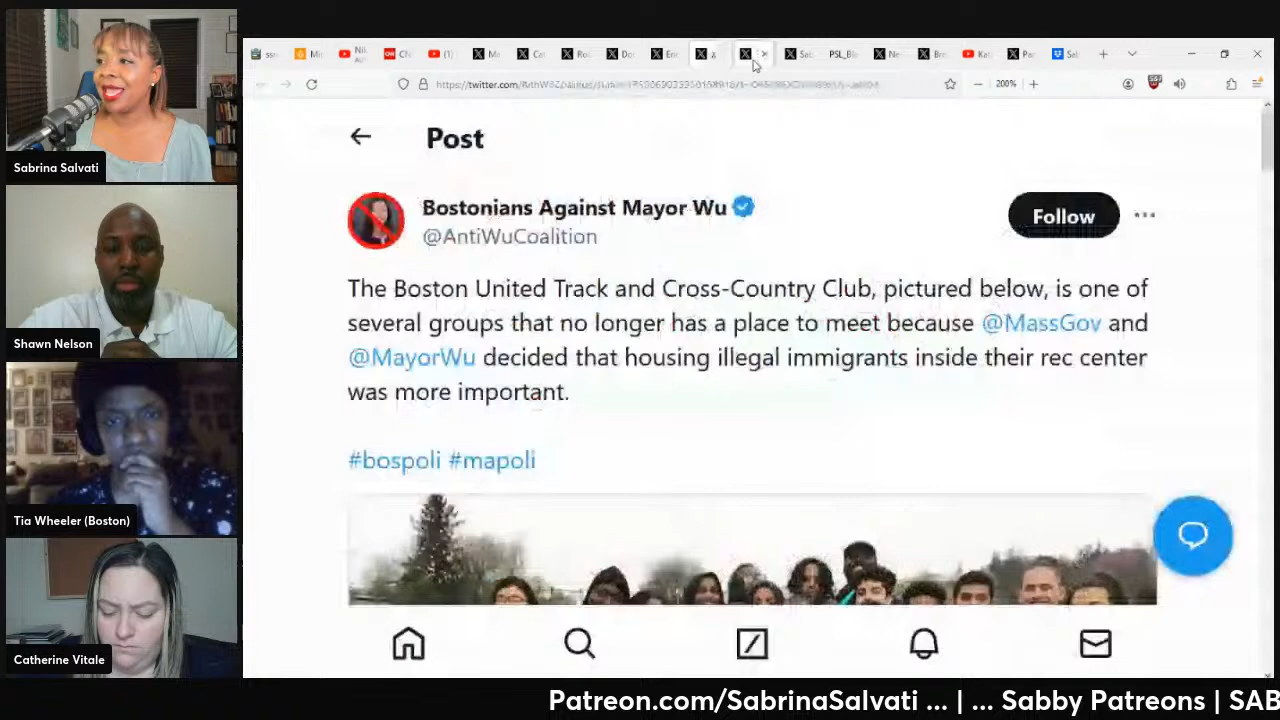 200%
Post
Bostonians Against Mayor Wu
@AntiWuCoalition
Follow
The Boston United Track and Cross-Country Club, pictured below, is one of
several groups that no longer has a place to meet because @MassGov and
@MayorWu decided that housing illegal immigrants inside their rec center
was more important.
#bospoli #mapoli
Sabrina Salvati
Shawn Nelson
Tia Wheeler (Boston)
Catherine Vitale
Patreon.com/SabrinaSalvati ... | ... Sabby Patreons | SAB